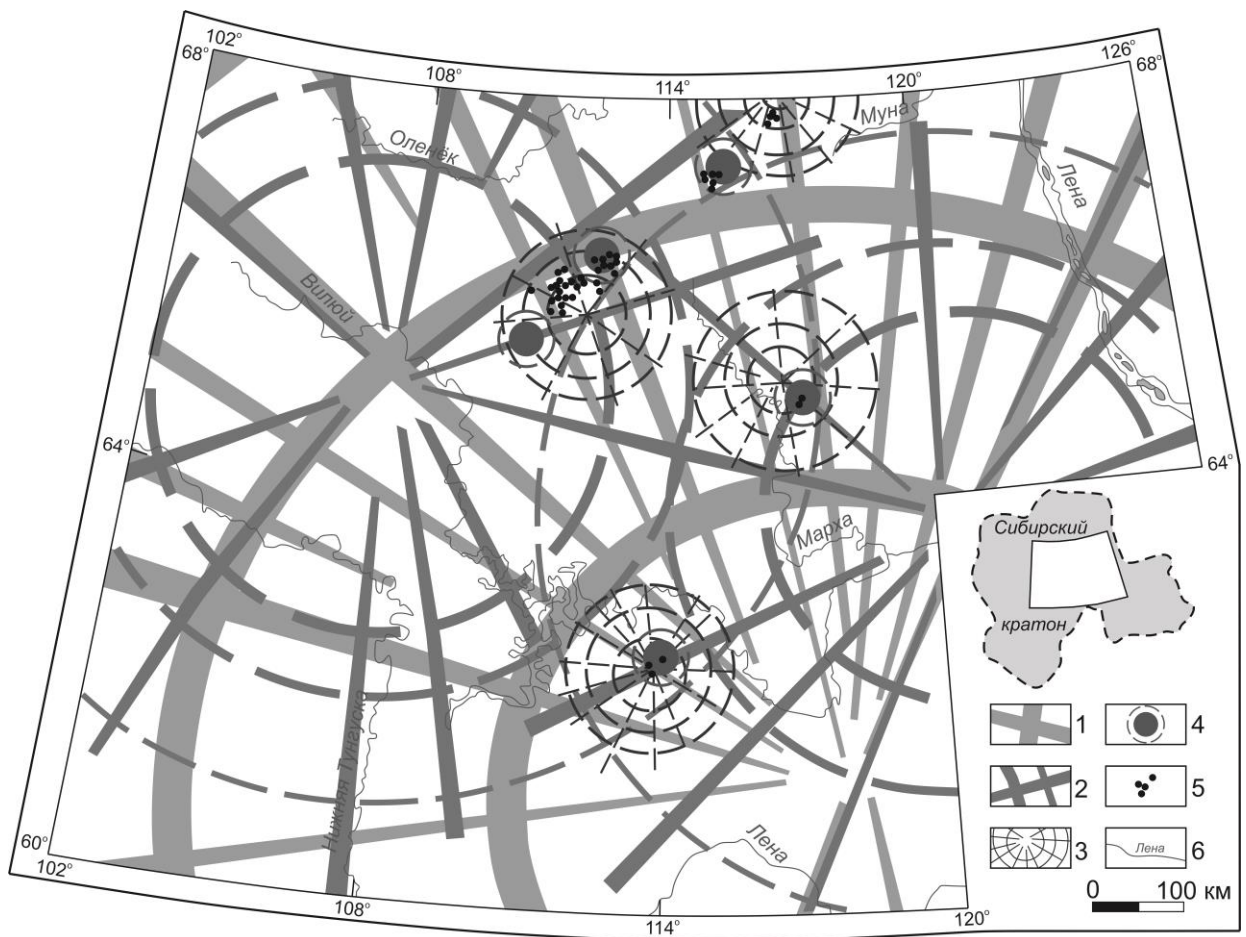 102°
68°
108°
114°
120°
126°
68°
Оленёк
Муна
Лена
Вилюй
64°
64°
Марха
Сибирский
кратон
Нижняя Тунгуска
Лена
1
4
2
5
3
Лена
6
0
100 км
60°
102°
108°
114°
120°